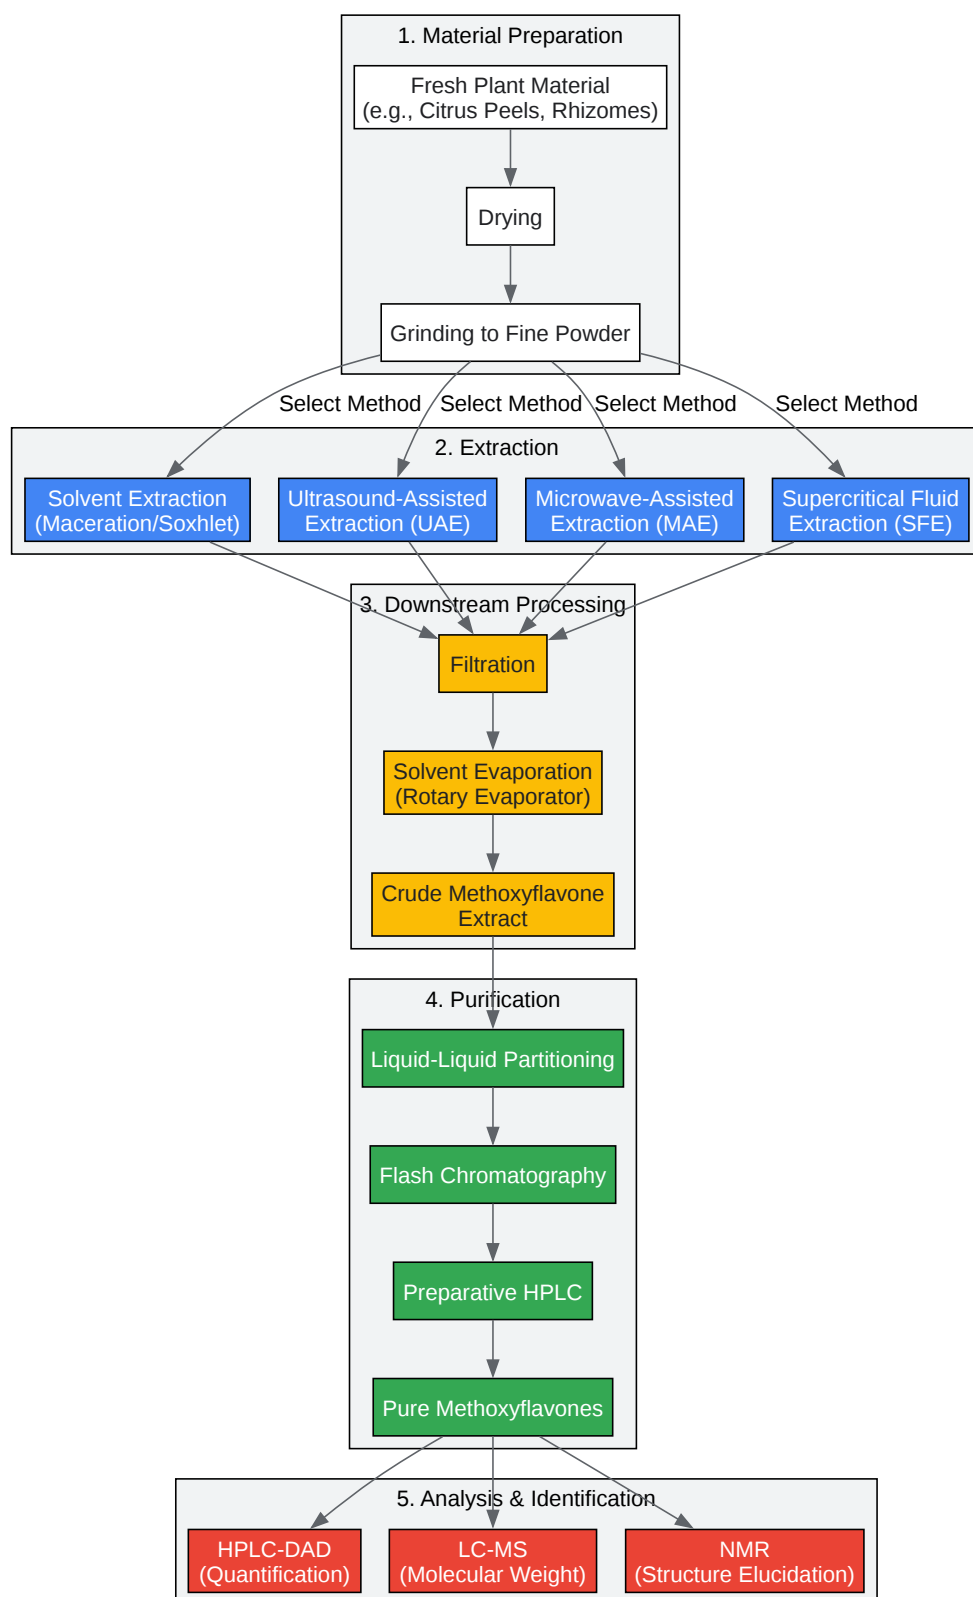 1. Material Preparation
Fresh Plant Material
(e.g., Citrus Peels, Rhizomes)
Drying
Grinding to Fine Powder
Select Method
Select Method
Select Method
Select Method
2. Extraction
Solvent Extraction
(Maceration/Soxhlet)
Ultrasound-Assisted
Extraction (UAE)
Microwave-Assisted
Extraction (MAE)
Supercritical Fluid
Extraction (SFE)
3. Downstream Processing
Filtration
Solvent Evaporation
(Rotary Evaporator)
Crude Methoxyflavone
Extract
4. Purification
Liquid-Liquid Partitioning
Flash Chromatography
Preparative HPLC
Pure Methoxyflavones
5. Analysis & Identification
HPLC-DAD
(Quantification)
LC-MS
(Molecular Weight)
NMR
(Structure Elucidation)